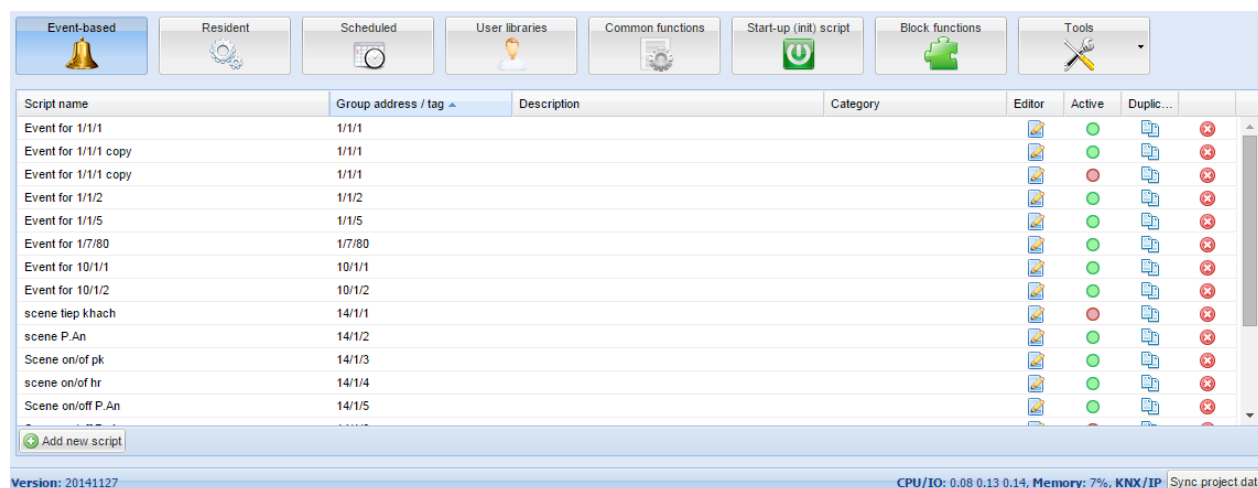 Event-based Resident Scheduled User libraries Common functions Start-up (init) script Block functions Tools
Script name Group address / tag Description Category Editor Active Duplic...
Event for 1/1/1 1/1/1
Event for 1/1/1 copy 1/1/1
Event for 1/1/1 copy 1/1/1
Event for 1/1/2 1/1/2
Event for 1/1/5 1/1/5
Event for 1/7/80 1/7/80
Event for 10/1/1 10/1/1
Event for 10/1/2 10/1/2
scene tiep khach 14/1/1
scene P.An 14/1/2
Scene on/of pk 14/1/3
scene on/of hr 14/1/4
Scene on/off P.An 14/1/5
Add new script
Version: 20141127 CPU/IO: 0.08 0.13 0.14, Memory: 7%, KNX/IP Sync project dat